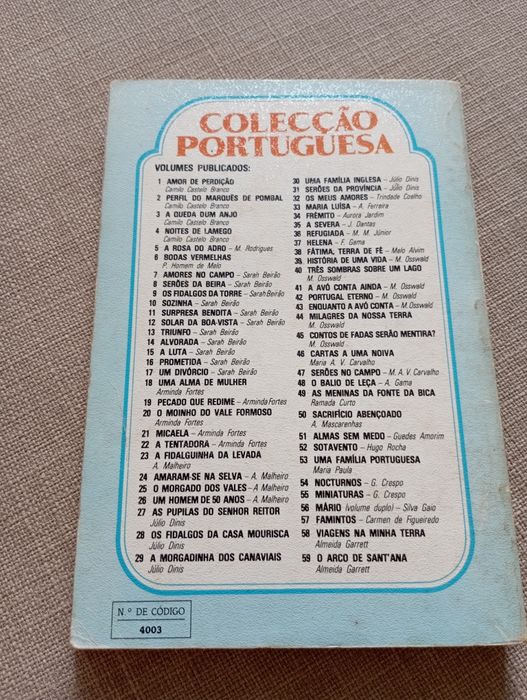 COLECÇÃO
PORTUGUESA
VOLUMES PUBLICADOS:
1 AMOR DE PERDIÇÃO
Camilo Castelo Branco
2 PERFIL DO MARQUÊS DE POMBAL
Camilo Castelo Branco
3 A QUEDA DUM ANJO
Camilo Castelo Branco
4 NOITES DE LAMEGO
Camilo Castelo Branco
5 A ROSA DO ADRO – M. Rodrigues
6 BODAS VERMELHAS
P. Homem de Melo
7 AMORES NO CAMPO – Sarah Beirão
8 SERÕES DA BEIRA – Sarah Beirão
9 OS FIDALGOS DA TORRE – Sarah Beirão
10 SOZINHA – Sarah Beirão
11 SURPRESA BENDITA – Sarah Beirão
12 SOLAR DA BOA-VISTA – Sarah Beirão
13 TRIUNFO – Sarah Beirão
14 ALVORADA – Sarah Beirão
15 A LUTA – Sarah Beirão
16 PROMETIDA – Sarah Beirão
17 UM DIVÓRCIO – Sarah Beirão
18 UMA ALMA DE MULHER
Arminda Fortes
19 PECADO QUE REDIME – Arminda Fortes
20 O MOINHO DO VALE FORMOSO
Arminda Fortes
21 MICAELA – Arminda Fortes
22 A TENTADORA – Arminda Fortes
23 A FIDALGUINHA DA LEVADA
A. Malheiro
24 AMARAM-SE NA SELVA – A. Malheiro
25 O MORGADO DOS VALES – A. Malheiro
26 UM HOMEM DE 50 ANOS – A. Malheiro
27 AS PUPILAS DO SENHOR REITOR
Júlio Dinis
28 OS FIDALGOS DA CASA MOURISCA
Júlio Dinis
29 A MORGADINHA DOS CANAVIAIS
Júlio Dinis
30 UMA FAMÍLIA INGLESA – Júlio Dinis
31 SERÕES DA PROVÍNCIA – Júlio Dinis
32 OS MEUS AMORES – Trindade Coelho
33 MARIA LUÍSA – A. Ferreira
34 FRÉMITO – Aurora Jardim
35 A SEVERA – J. Dantas
36 REFUGIADA – M. M. Júnior
37 HELENA – F. Gama
38 FÁTIMA, TERRA DE FÉ – Melo Alvim
39 HISTÓRIA DE UMA VIDA – M. Osswald
40 TRÊS SOMBRAS SOBRE UM LAGO
M. Osswald
41 A AVÓ CONTA AINDA – M. Osswald
42 PORTUGAL ETERNO – M. Osswald
43 ENQUANTO A AVÓ CONTA – M. Osswald
44 MILAGRES DA NOSSA TERRA
M. Osswald
45 CONTOS DE FADAS SERÃO MENTIRA?
M. Osswald
46 CARTAS A UMA NOIVA
Maria A. V. Carvalho
47 SERÕES NO CAMPO – M. A. V. Carvalho
48 O BALIO DE LEÇA – A. Gama
49 AS MENINAS DA FONTE DA BICA
Ramada Curto
50 SACRIFÍCIO ABENÇOADO
A. Mascarenhas
51 ALMAS SEM MEDO – Guedes Amorim
52 SOTAVENTO – Hugo Rocha
53 UMA FAMÍLIA PORTUGUESA
Maria Paula
54 NOCTURNOS – G. Crespo
55 MINIATURAS – G. Crespo
56 MÁRIO (volume duplo) – Silva Gaio
57 FAMINTOS – Carmen de Figueiredo
58 VIAGENS NA MINHA TERRA
Almeida Garrett
59 O ARCO DE SANT'ANA
Almeida Garrett
N.º DE CÓDIGO
4003